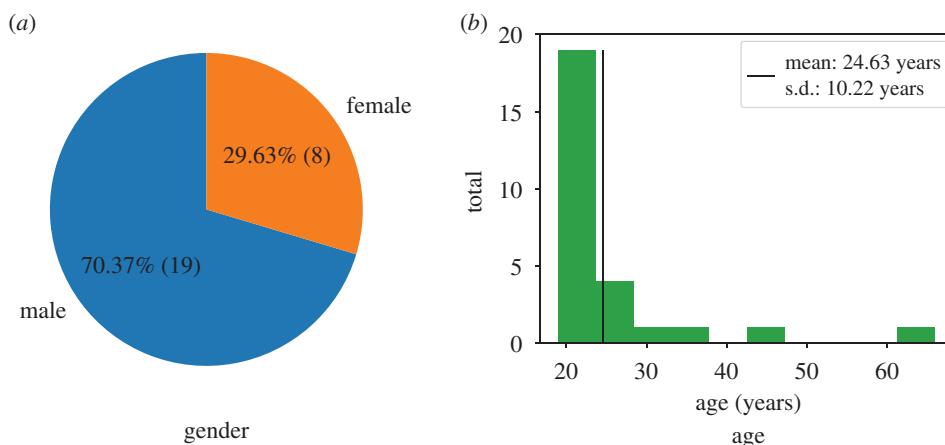 (a)
female
29.63% (8)
70.37% (19)
male
gender
(b)
20
15
10
5
0
total
mean: 24.63 years
s.d.: 10.22 years
20 30 40 50 60
age (years)
age